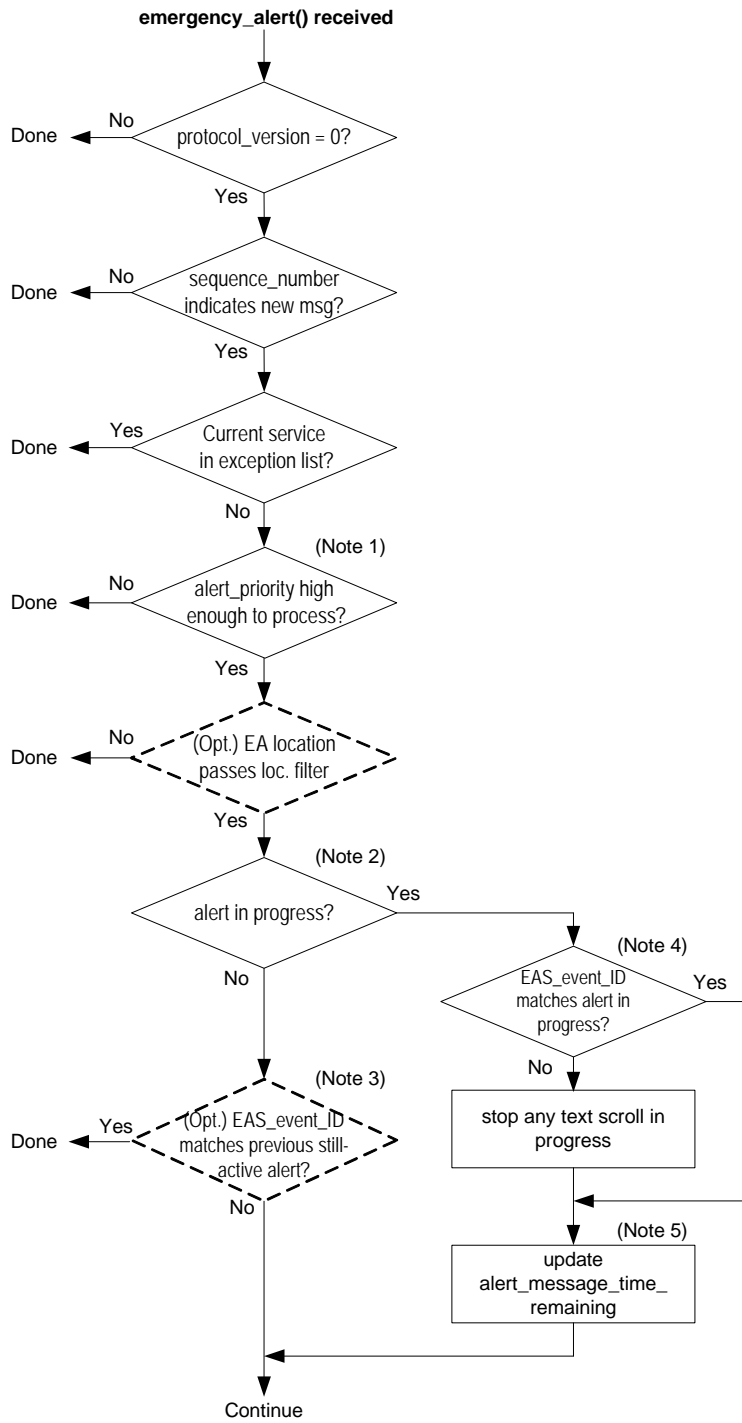 emergency_alert() received
No
Done
protocol_version = 0?
Yes
No
Done
sequence_number
indicates new msg?
Yes
Yes
Done
Current service
in exception list?
No
(Note 1)
No
Done
alert_priority high
enough to process?
Yes
No
Done
(Opt.) EA location
passes loc. filter
Yes
(Note 2)
alert in progress?
Yes
No
(Note 4)
EAS_event_ID
matches alert in
progress?
Yes
No
stop any text scroll in
progress
(Note 3)
Yes
Done
(Opt.) EAS_event_ID
matches previous still-
active alert?
No
(Note 5)
update
alert_message_time_
remaining
Continue